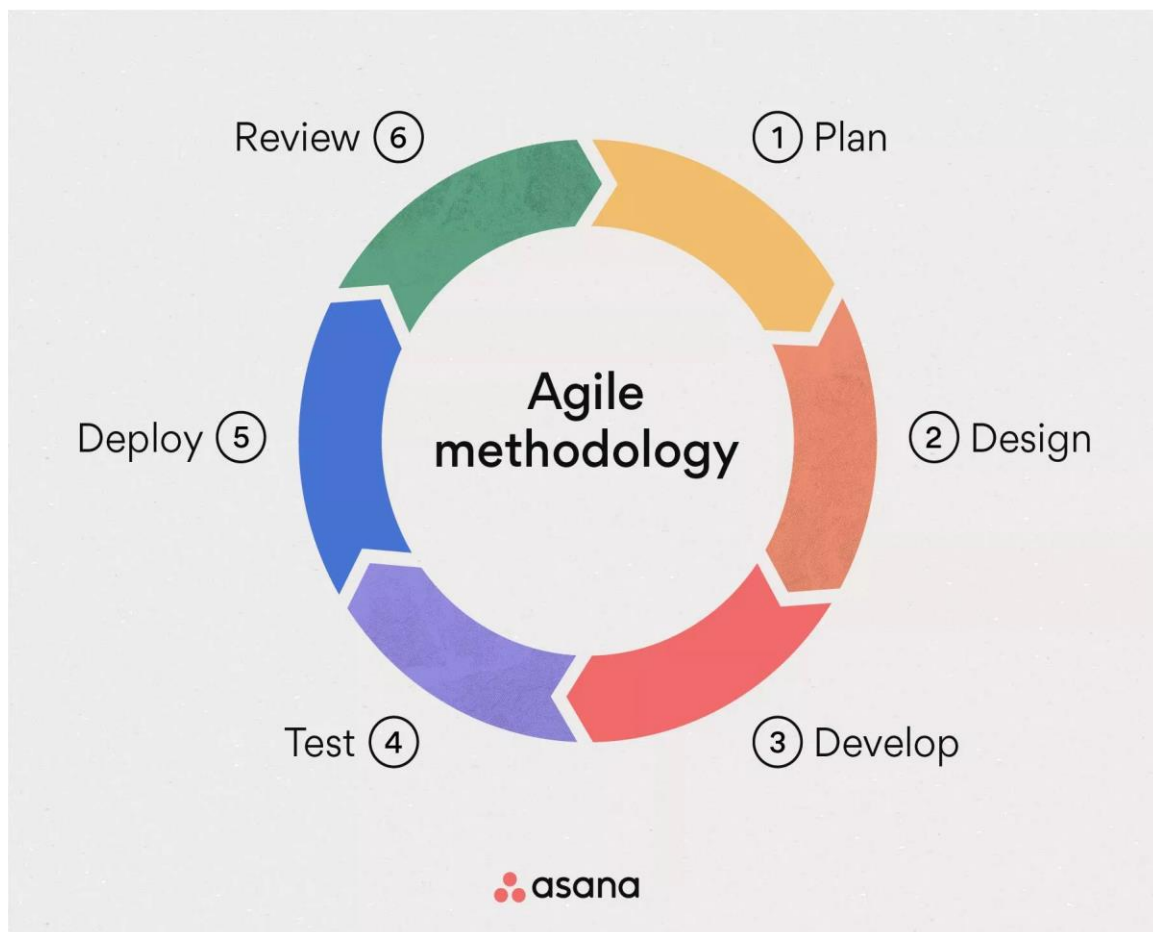 Review 6
1 Plan
Agile
methodology
Deploy 5
2 Design
Test 4
3 Develop
asana